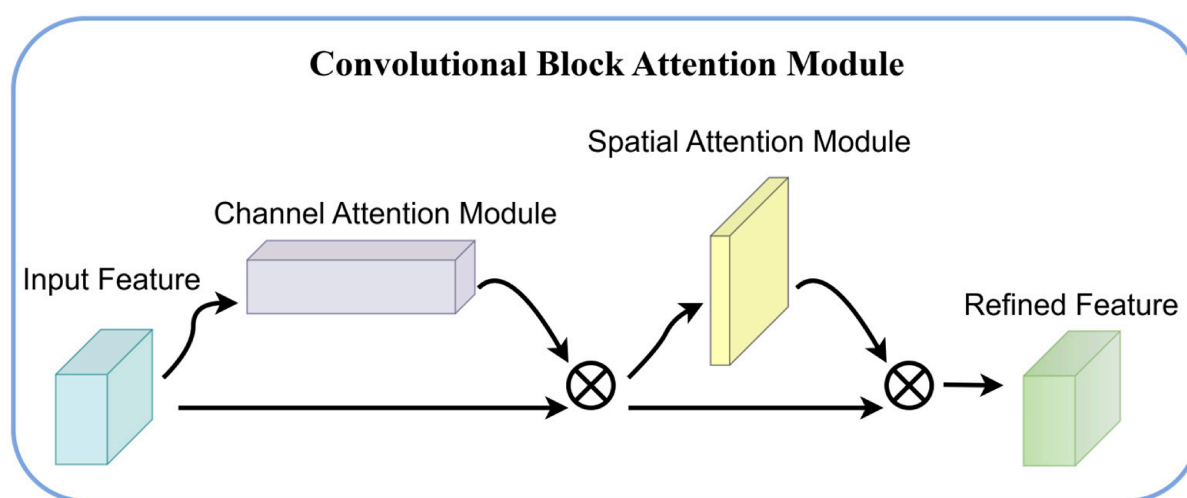 Convolutional Block Attention Module
Spatial Attention Module
Channel Attention Module
Input Feature
Refined Feature